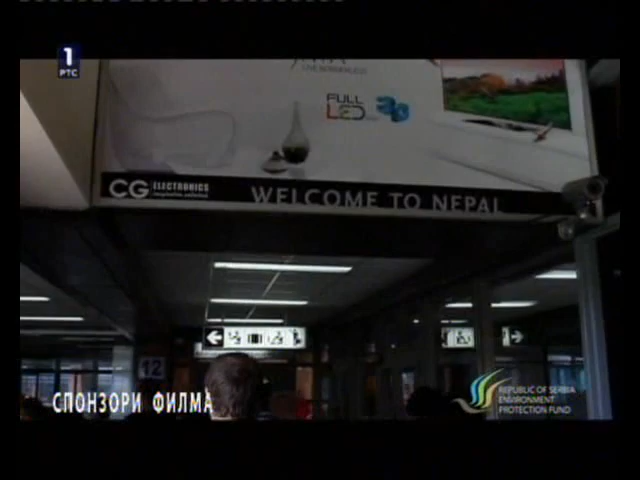 1
РТС
FULL
LED
3D
CG ELECTRONICS
WELCOME TO NEPAL
12
СПОНЗОРИ ФИЛМА
REPUBLIC OF SERBIA
ENVIRONMENT
PROTECTION FUND